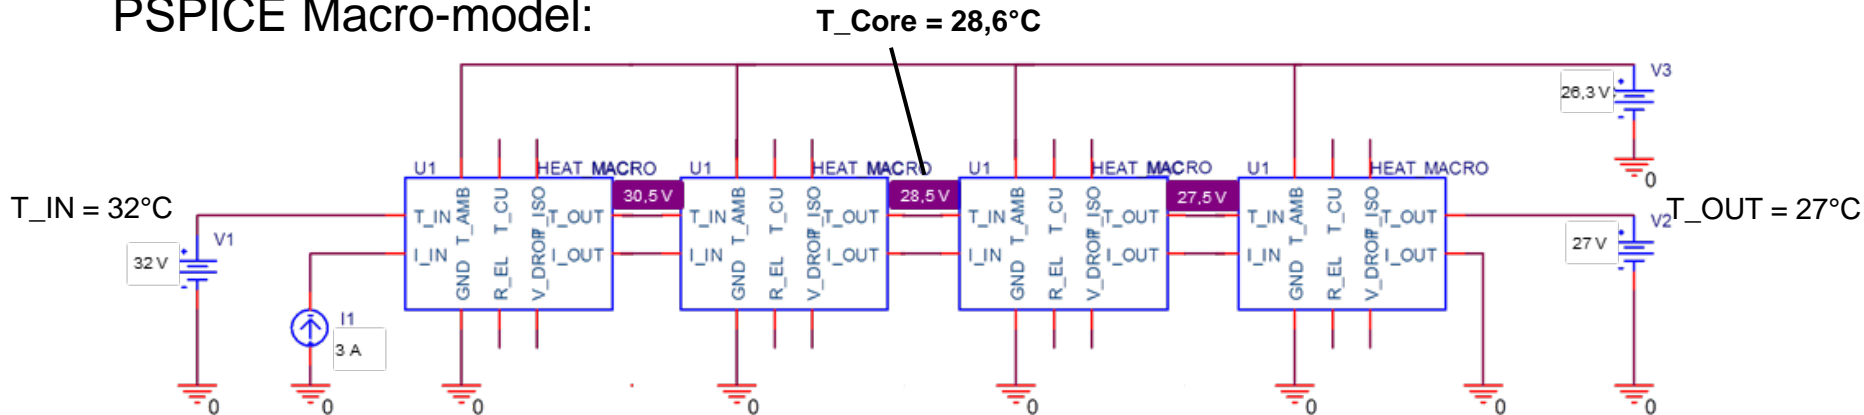 PSPICE Macro-model:
T_Core = 28,6°C
V3
26,3 V
0
U1 HEAT MACRO U1 HEAT MACRO U1 HEAT MACRO U1 HEAT MACRO
30,5 V 28,5 V 27,5 V
T_IN = 32°C
T_OUT = 27°C
T_IN T_AMB T_CU T_ISO T_OUT
I_IN GND R_EL V_DROP I_OUT
T_IN T_AMB T_CU T_ISO T_OUT
I_IN GND R_EL V_DROP I_OUT
T_IN T_AMB T_CU T_ISO T_OUT
I_IN GND R_EL V_DROP I_OUT
T_IN T_AMB T_CU T_ISO T_OUT
I_IN GND R_EL V_DROP I_OUT
V1
32 V
V2
27 V
I1
3 A
0 0 0 0 0 0 0 0